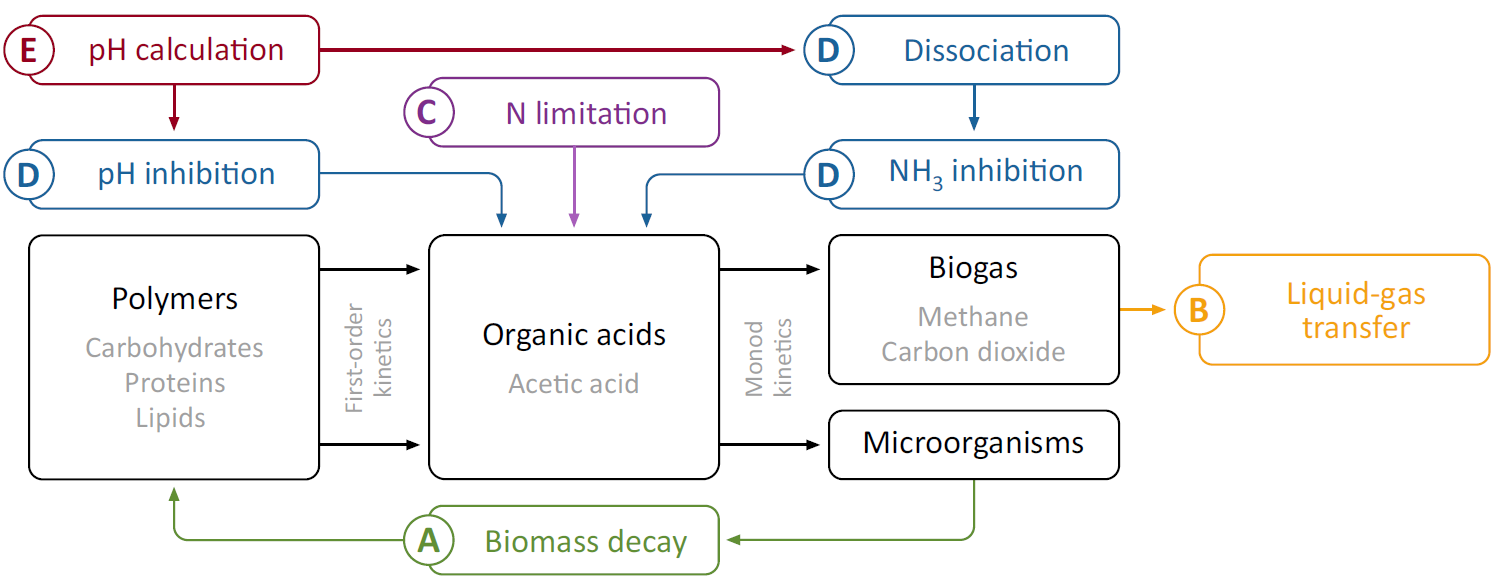 E pH calculation
D Dissociation
C N limitation
D pH inhibition
D NH3 inhibition
Polymers
Carbohydrates
Proteins
Lipids
First-order
kinetics
Organic acids
Acetic acid
Monod
kinetics
Biogas
Methane
Carbon dioxide
B Liquid-gas
transfer
Microorganisms
A Biomass decay